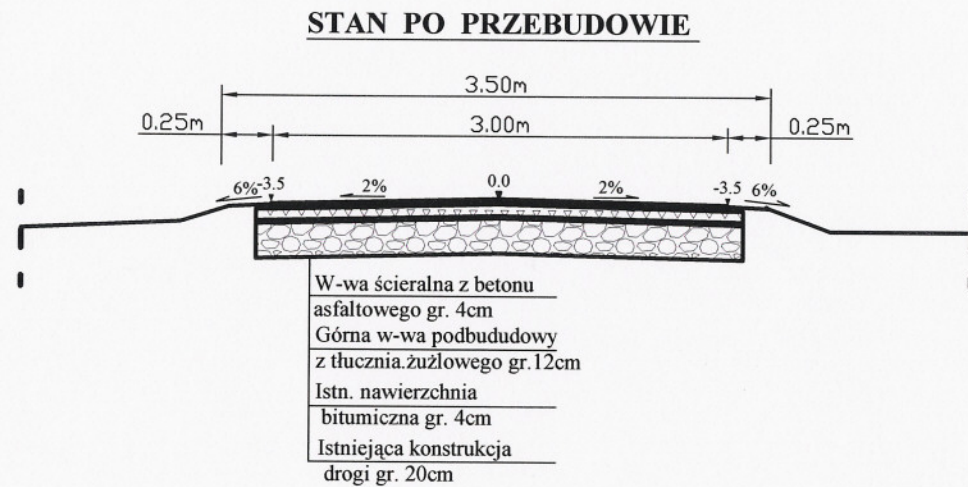 STAN PO PRZEBUDOWIE
3.50m
0.25m 3.00m 0.25m
6% -3.5 2% 0.0 2% -3.5 6%
W-wa ścieralna z betonu
asfaltowego gr. 4cm
Górna w-wa podbududowy
z tłucznia.żużlowego gr.12cm
Istn. nawierzchnia
bitumiczna gr. 4cm
Istniejąca konstrukcja
drogi gr. 20cm